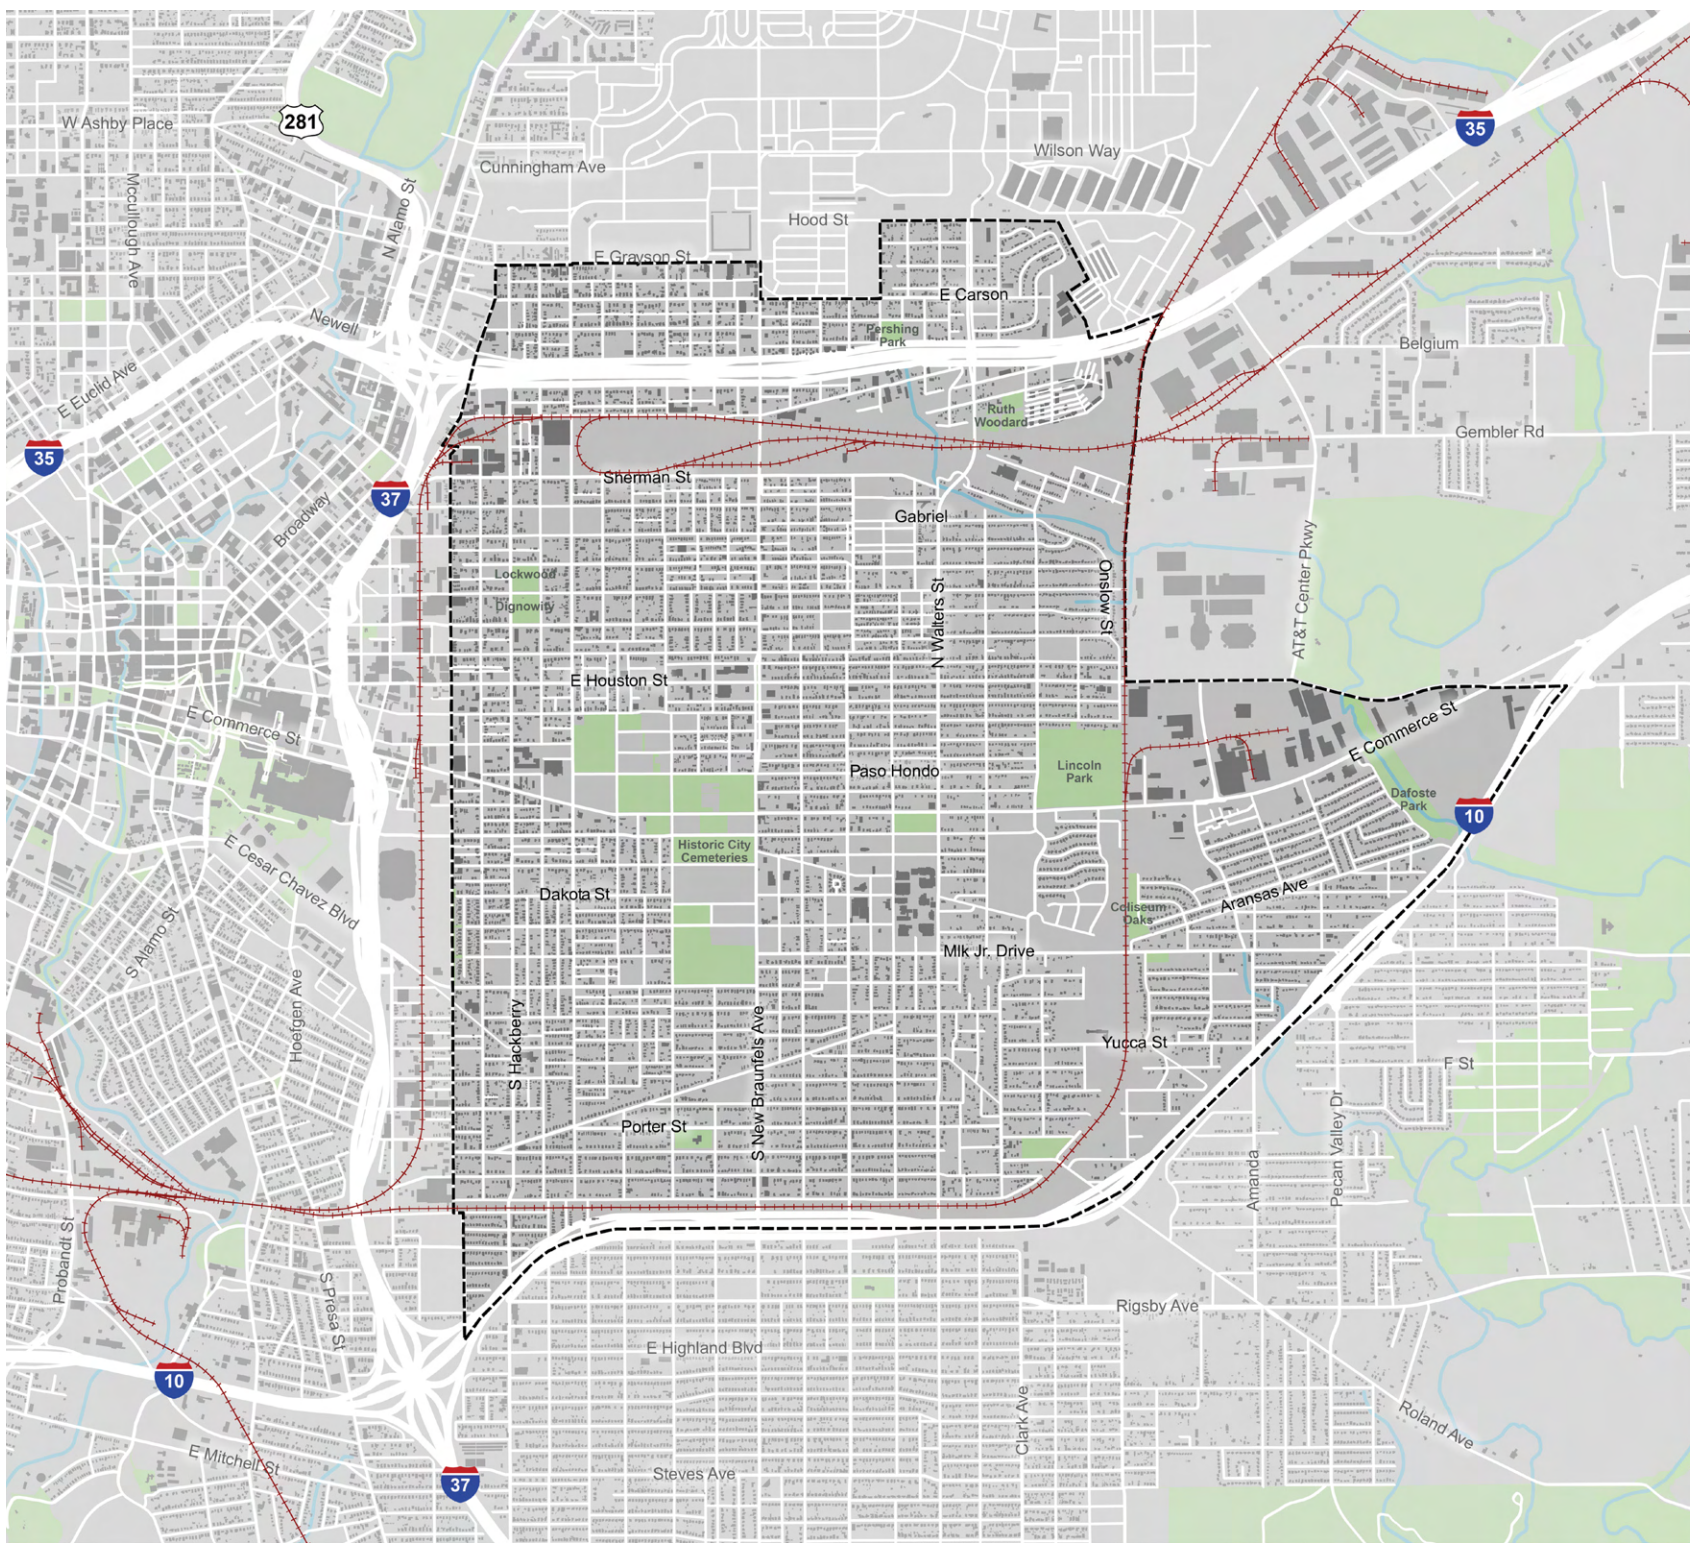 W Ashby Place
281
35
Wilson Way
Cunningham Ave
Mccullough Ave
N Alamo St
Hood St
E Grayson St
E Carson
Newell
Pershing
Park
Belgium
E Euclid Ave
Ruth
Woodard
Gembler Rd
35
37
Sherman St
Broadway
Gabriel
AT&T Center Pkwy
Onslow St
Lockwood
Dignowity
N Walters St
E Houston St
E Commerce St
E Commerce St
Lincoln
Park
Paso Hondo
Dafoste
Park
10
E Cesar Chavez Blvd
Historic City
Cemeteries
Dakota St
Aransas Ave
Coliseum
Oaks
S Alamo St
Mlk Jr. Drive
Hoefgen Ave
S Hackberry
S New Braunfels Ave
Yucca St
F St
Porter St
Pecan Valley Dr
Amanda
Probandt St
S Presa St
Rigsby Ave
E Highland Blvd
10
Clark Ave
Roland Ave
E Mitchell St
Steves Ave
37